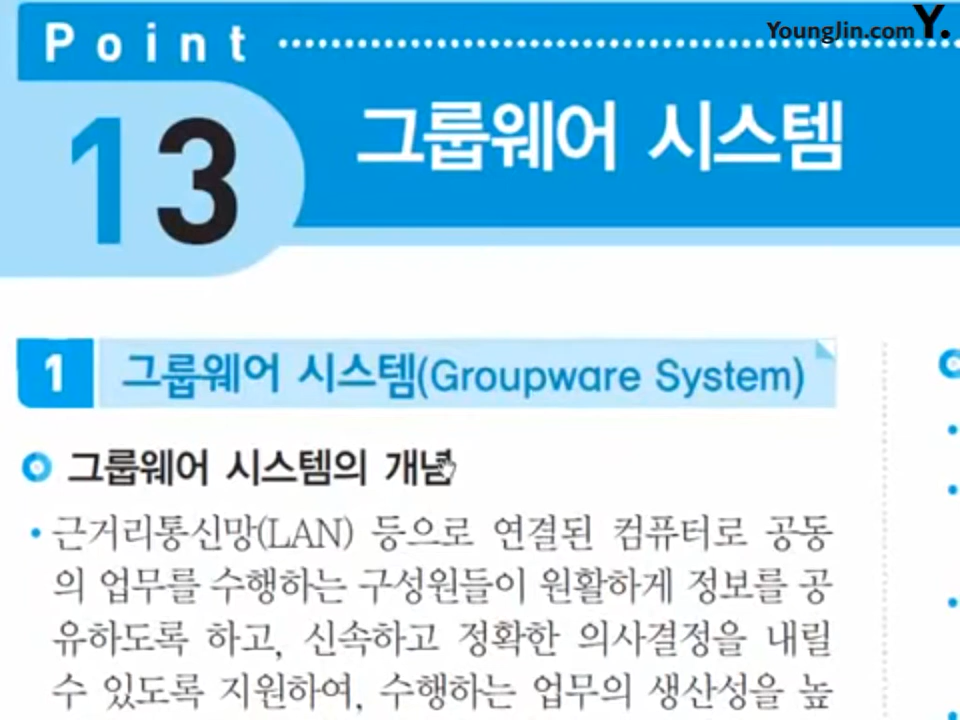 Point
YoungJin.com Y.
13
그룹웨어 시스템
1 그룹웨어 시스템(Groupware System)
그룹웨어 시스템의 개념
• 근거리통신망(LAN) 등으로 연결된 컴퓨터로 공동
의 업무를 수행하는 구성원들이 원활하게 정보를 공
유하도록 하고, 신속하고 정확한 의사결정을 내릴
수 있도록 지원하여, 수행하는 업무의 생산성을 높